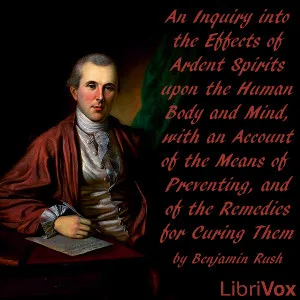 An Inquiry into
the Effects of
Ardent Spirits
upon the Human
Body and Mind,
with an Account
of the Means of
Preventing, and
of the Remedies
for Curing Them
by Benjamin Rush
LibriVox